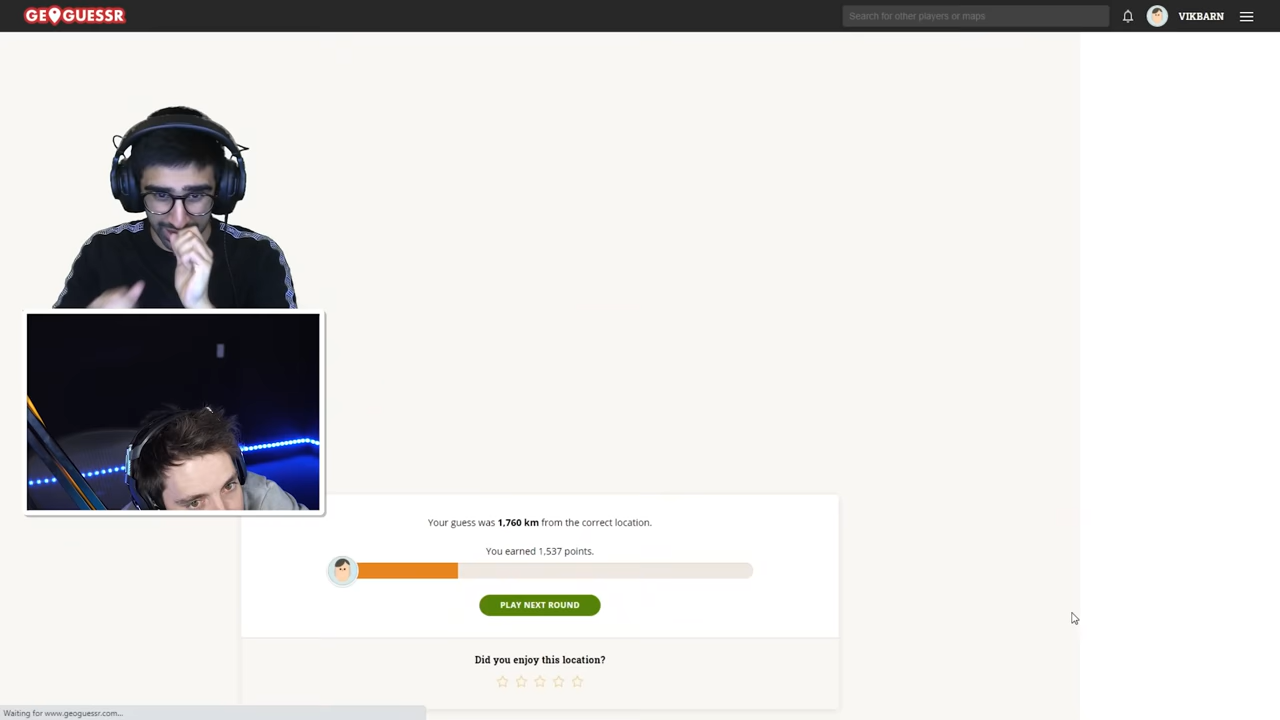 GEOGUESSR
Search for other players or maps
VIKBARN
Your guess was 1,760 km from the correct location.
You earned 1,537 points.
PLAY NEXT ROUND
Did you enjoy this location?
Waiting for www.geoguessr.com...